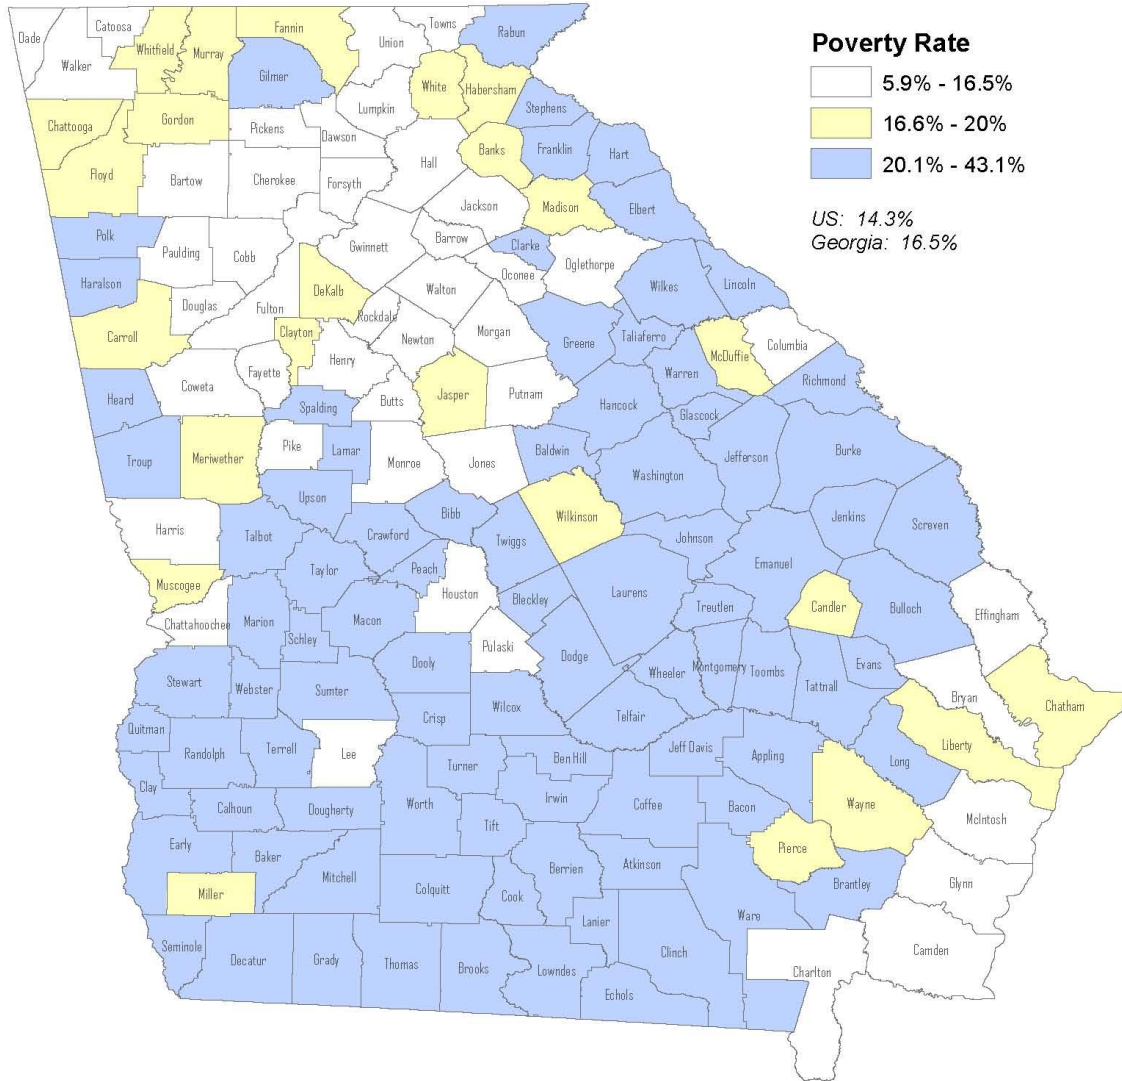 Poverty Rate
5.9% - 16.5%
16.6% - 20%
20.1% - 43.1%
US: 14.3%
Georgia: 16.5%
Dade
Catoosa
Walker
Whitfield
Murray
Fannin
Gilmer
Union
Towns
Rabun
Chattooga
Gordon
Pickens
Lumpkin
White
Habersham
Stephens
Dawson
Banks
Franklin
Hart
Floyd
Bartow
Cherokee
Forsyth
Hall
Jackson
Madison
Elbert
Polk
Paulding
Cobb
Gwinnett
Barrow
Clarke
Oconee
Oglethorpe
Haralson
Douglas
Fulton
DeKalb
Walton
Wilkes
Lincoln
Carroll
Clayton
Rockdale
Newton
Morgan
Greene
Taliaferro
McDuffie
Columbia
Coweta
Fayette
Henry
Butts
Jasper
Putnam
Hancock
Warren
Glascock
Richmond
Heard
Spalding
Troup
Meriwether
Pike
Lamar
Monroe
Jones
Baldwin
Washington
Jefferson
Burke
Upson
Bibb
Wilkinson
Jenkins
Screven
Harris
Talbot
Crawford
Twiggs
Johnson
Emanuel
Muscogee
Taylor
Peach
Houston
Bleckley
Laurens
Treutlen
Candler
Bulloch
Effingham
Chattahoochee
Marion
Schley
Macon
Pulaski
Dodge
Wheeler
Montgomery
Toombs
Tattnall
Evans
Bryan
Chatham
Stewart
Webster
Sumter
Dooly
Crisp
Wilcox
Telfair
Liberty
Quitman
Randolph
Terrell
Lee
Turner
Ben Hill
Jeff Davis
Appling
Long
Clay
Calhoun
Dougherty
Worth
Tift
Irwin
Coffee
Bacon
Wayne
McIntosh
Early
Baker
Mitchell
Colquitt
Cook
Berrien
Atkinson
Pierce
Brantley
Glynn
Miller
Lanier
Ware
Clinch
Charlton
Camden
Seminole
Decatur
Grady
Thomas
Brooks
Lowndes
Echols